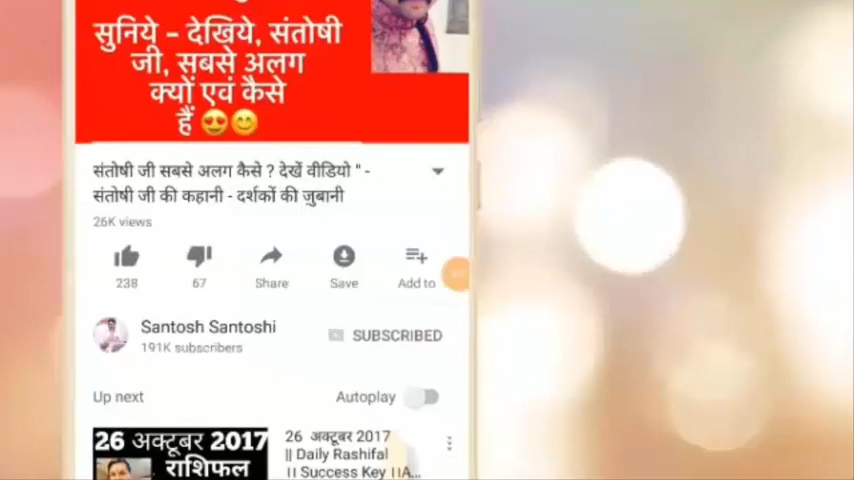 सुनिये - देखिये, संतोषी
जी, सबसे अलग
क्यों एवं कैसे
हैं 😍😊
संतोषी जी सबसे अलग कैसे ? देखें वीडियो " -
संतोषी जी की कहानी - दर्शकों की ज़ुबानी
26K views
238
67
Share
Save
Add to
Santosh Santoshi
191K subscribers
SUBSCRIBED
Up next
Autoplay
26 अक्टूबर 2017
राशिफल
26 अक्टूबर 2017
|| Daily Rashifal
|| Success Key ||A...